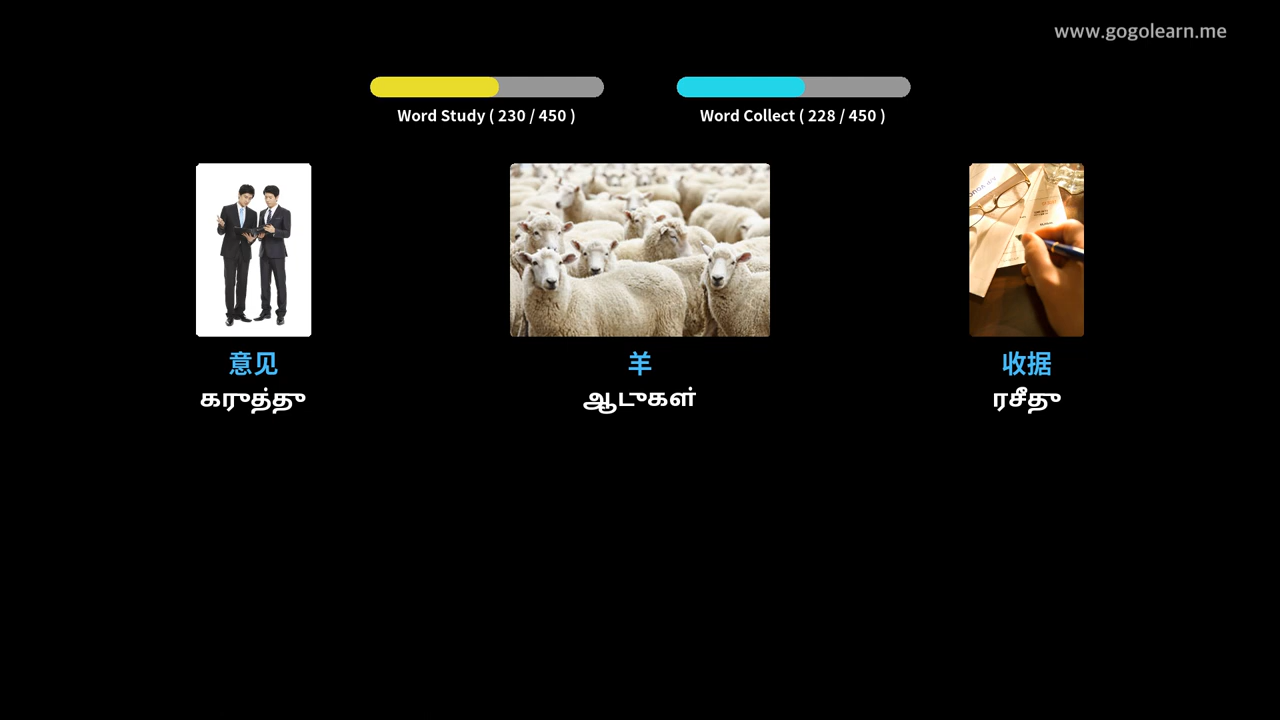 www.gogolearn.me
Word Study ( 230 / 450 )
Word Collect ( 228 / 450 )
意见
கருத்து
羊
ஆடுகள்
收据
ரசீது